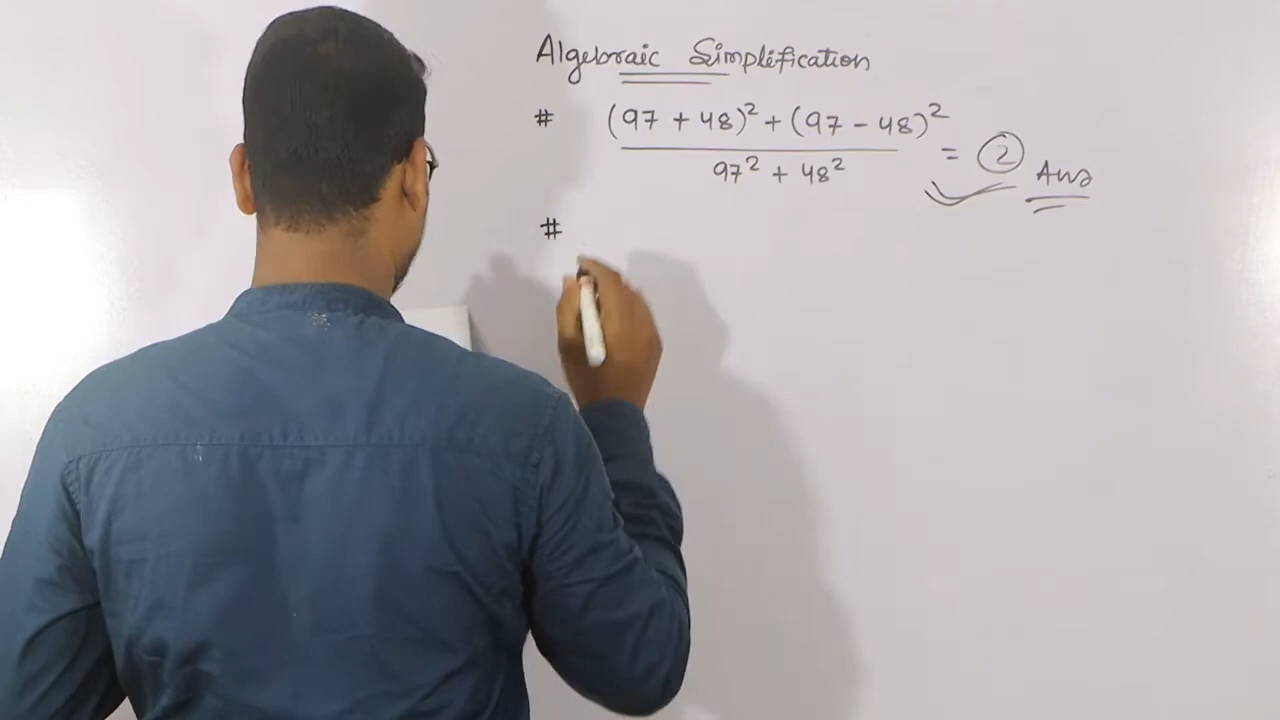 Algebraic Simplification
# (97 + 48)² + (97 - 48)²
97² + 48²
= 2 Ans
#